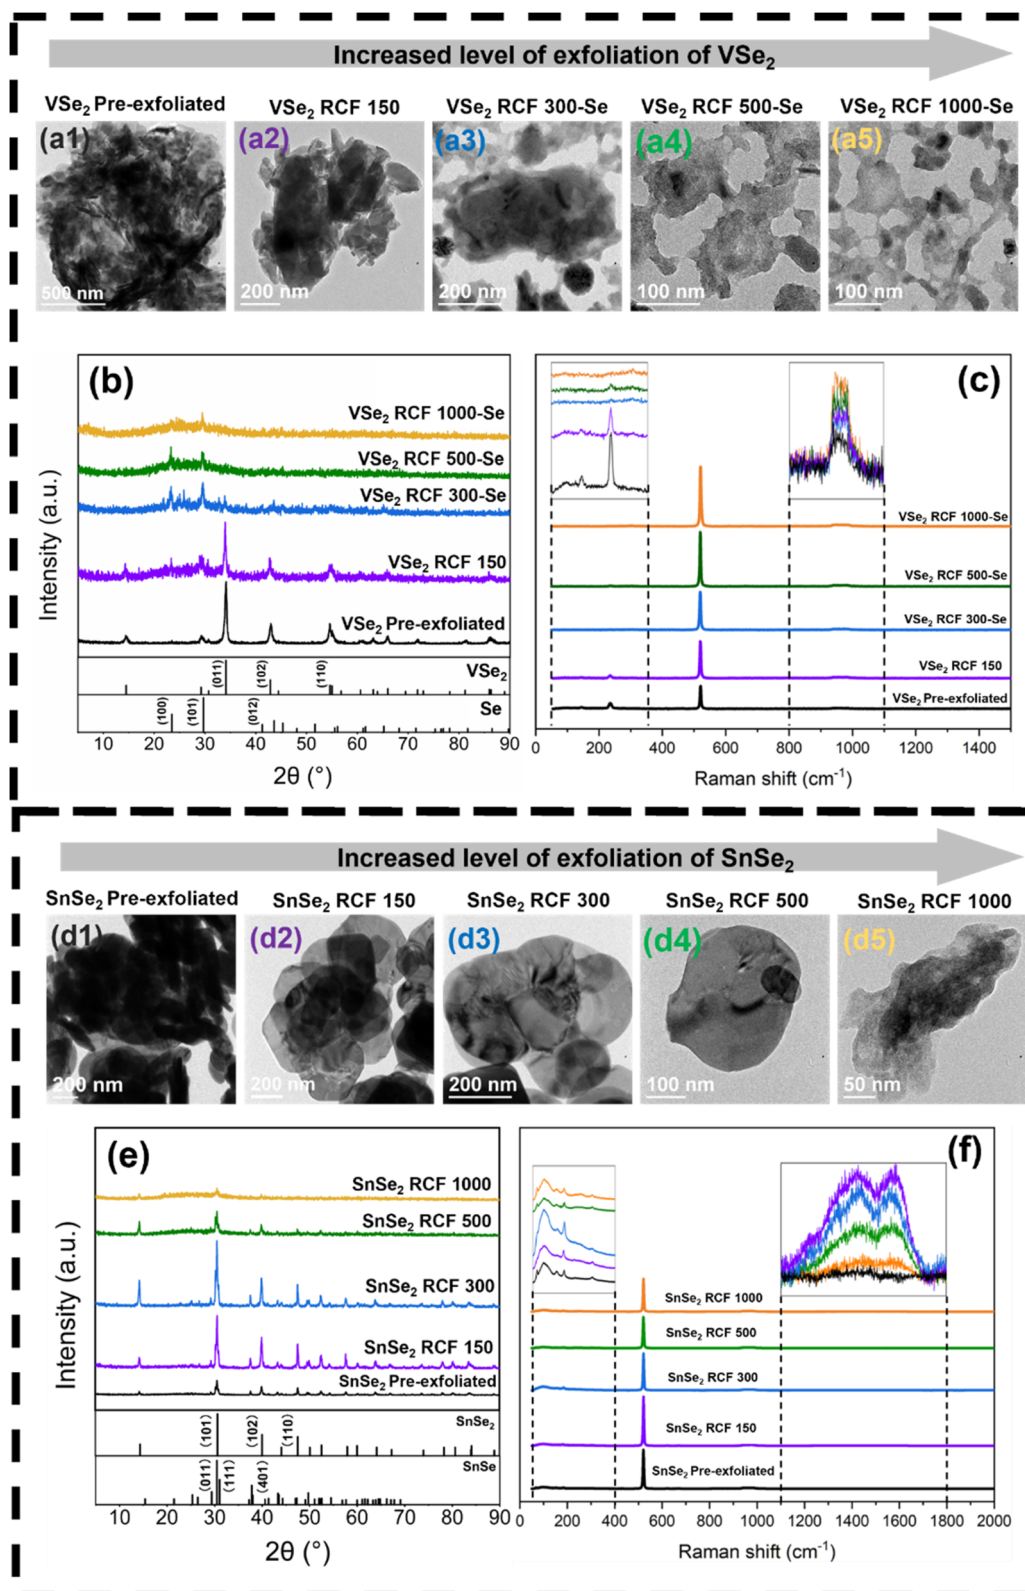 Increased level of exfoliation of VSe₂
VSe₂ Pre-exfoliated
VSe₂ RCF 150
VSe₂ RCF 300-Se
VSe₂ RCF 500-Se
VSe₂ RCF 1000-Se
(a1)
(a2)
(a3)
(a4)
(a5)
500 nm
200 nm
200 nm
100 nm
100 nm
(b)
VSe₂ RCF 1000-Se
VSe₂ RCF 500-Se
VSe₂ RCF 300-Se
VSe₂ RCF 150
VSe₂ Pre-exfoliated
Intensity (a.u.)
(011)
(102)
(110)
VSe₂
(100)
(101)
(012)
Se
10 20 30 40 50 60 70 80 90
2θ (°)
(c)
VSe₂ RCF 1000-Se
VSe₂ RCF 500-Se
VSe₂ RCF 300-Se
VSe₂ RCF 150
VSe₂ Pre-exfoliated
0 200 400 600 800 1000 1200 1400
Raman shift (cm⁻¹)
Increased level of exfoliation of SnSe₂
SnSe₂ Pre-exfoliated
SnSe₂ RCF 150
SnSe₂ RCF 300
SnSe₂ RCF 500
SnSe₂ RCF 1000
(d1)
(d2)
(d3)
(d4)
(d5)
200 nm
200 nm
200 nm
100 nm
50 nm
(e)
SnSe₂ RCF 1000
SnSe₂ RCF 500
SnSe₂ RCF 300
SnSe₂ RCF 150
SnSe₂ Pre-exfoliated
Intensity (a.u.)
(101)
(102)
(110)
SnSe₂
(011)
(111)
(401)
SnSe
10 20 30 40 50 60 70 80 90
2θ (°)
(f)
SnSe₂ RCF 1000
SnSe₂ RCF 500
SnSe₂ RCF 300
SnSe₂ RCF 150
SnSe₂ Pre-exfoliated
0 200 400 600 800 1000 1200 1400 1600 1800 2000
Raman shift (cm⁻¹)